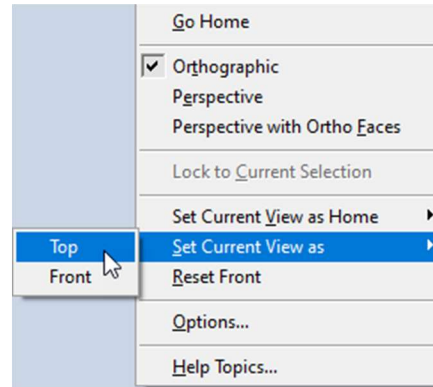 Go Home
Orthographic
Perspective
Perspective with Ortho Faces
Lock to Current Selection
Set Current View as Home
Set Current View as
Top
Front
Reset Front
Options...
Help Topics...